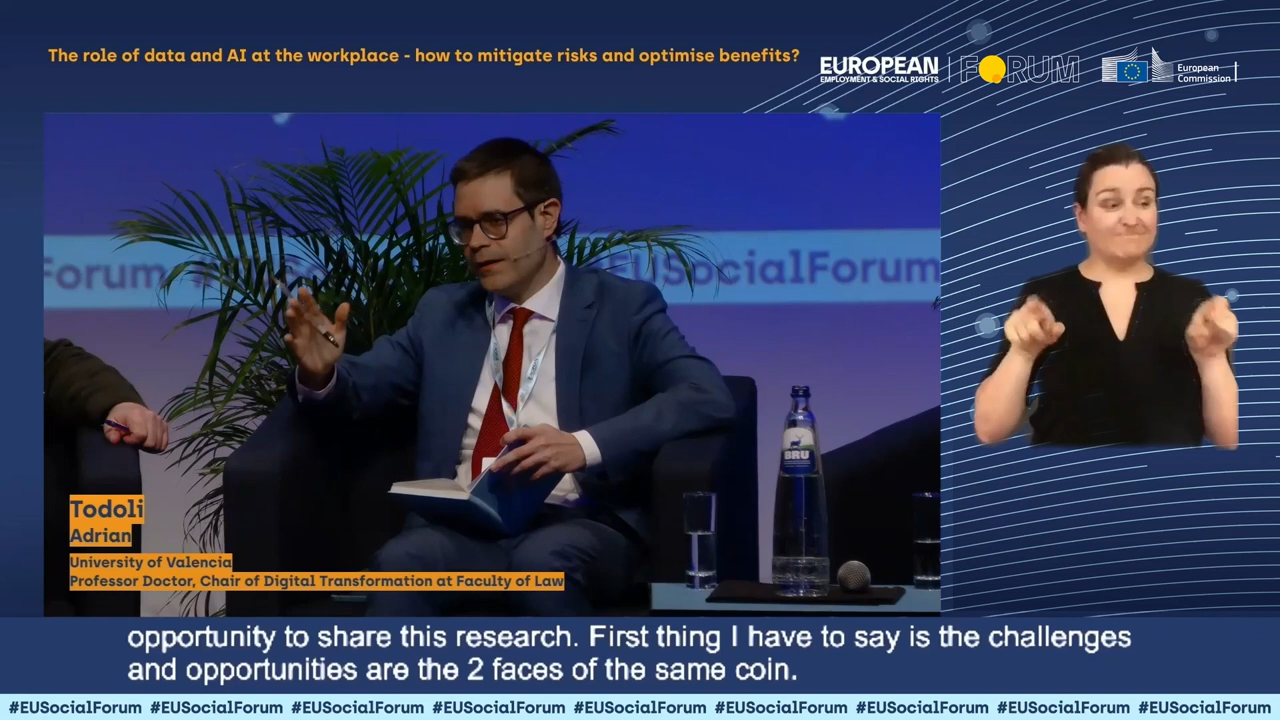 The role of data and AI at the workplace - how to mitigate risks and optimise benefits?
EUROPEAN
EMPLOYMENT & SOCIAL RIGHTS
FORUM
European
Commission
Forum
EUSocialForum
BRU
Todoli
Adrian
University of Valencia
Professor Doctor, Chair of Digital Transformation at Faculty of Law
opportunity to share this research. First thing I have to say is the challenges
and opportunities are the 2 faces of the same coin.
#EUSocialForum #EUSocialForum #EUSocialForum #EUSocialForum #EUSocialForum #EUSocialForum #EUSocialForum #EUSocialForum #EUSocialForum